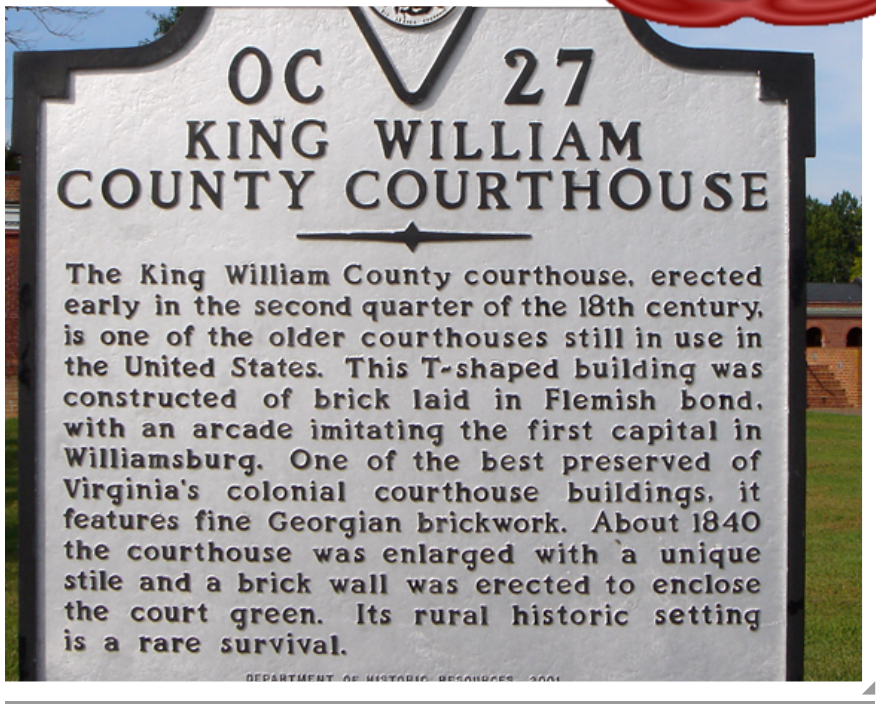 OC 27
KING WILLIAM
COUNTY COURTHOUSE
The King William County courthouse, erected
early in the second quarter of the 18th century,
is one of the older courthouses still in use in
the United States. This T-shaped building was
constructed of brick laid in Flemish bond,
with an arcade imitating the first capital in
Williamsburg. One of the best preserved of
Virginia's colonial courthouse buildings, it
features fine Georgian brickwork. About 1840
the courthouse was enlarged with a unique
stile and a brick wall was erected to enclose
the court green. Its rural historic setting
is a rare survival.
DEPARTMENT OF HISTORIC RESOURCES, 2001